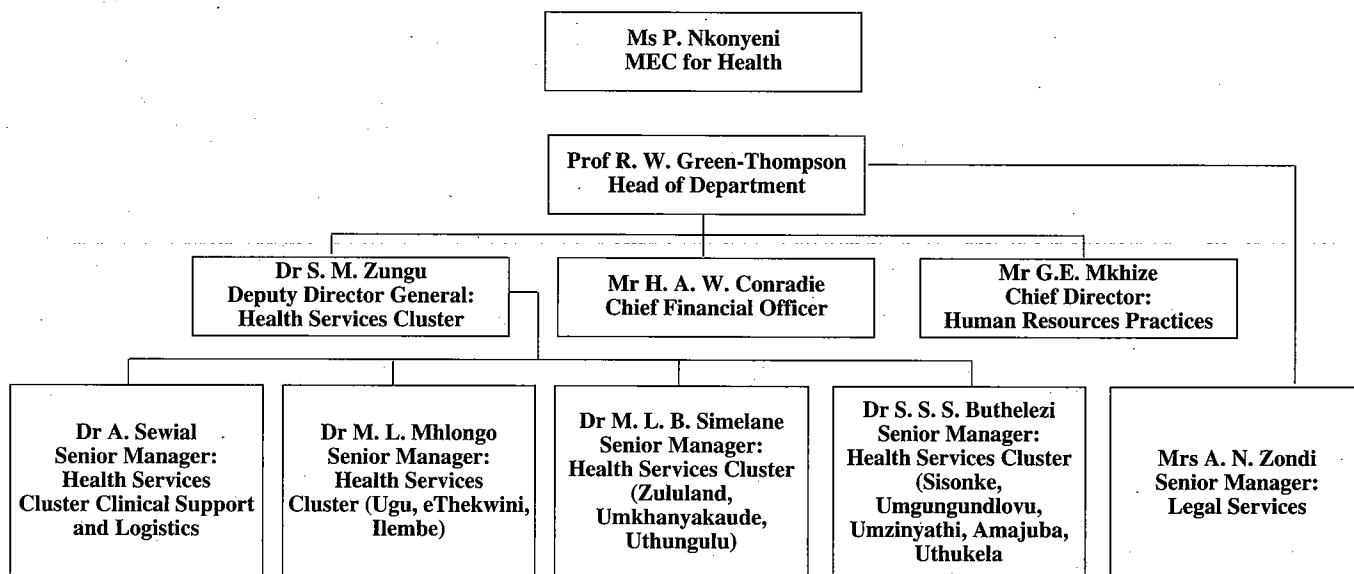 Ms P. Nkonyeni
MEC for Health
Prof R. W. Green-Thompson
Head of Department
Dr S. M. Zungu
Deputy Director General:
Health Services Cluster
Mr H. A. W. Conradie
Chief Financial Officer
Mr G.E. Mkhize
Chief Director:
Human Resources Practices
Dr A. Sewial
Senior Manager:
Health Services
Cluster Clinical Support
and Logistics
Dr M. L. Mhlongo
Senior Manager:
Health Services
Cluster (Ugu, eThekwini,
Ilembe)
Dr M. L. B. Simelane
Senior Manager:
Health Services Cluster
(Zululand,
Umkhanyakaude,
Uthungulu)
Dr S. S. S. Buthelezi
Senior Manager:
Health Services Cluster
(Sisonke,
Umgungundlovu,
Umzinyathi, Amajuba,
Uthukela
Mrs A. N. Zondi
Senior Manager:
Legal Services